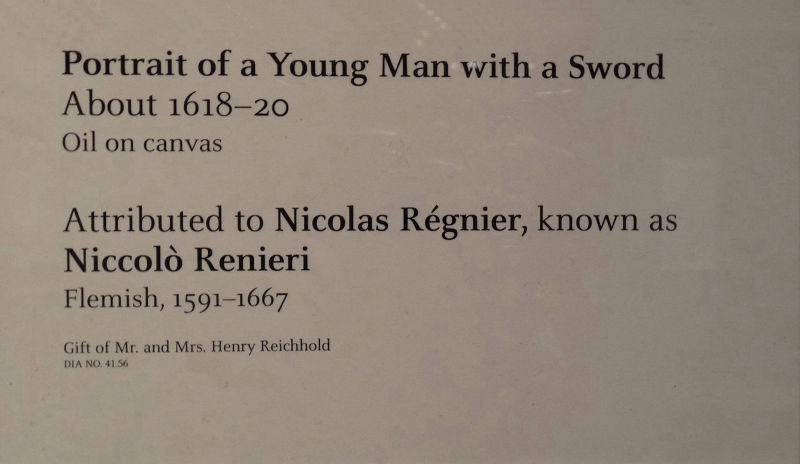 Portrait of a Young Man with a Sword
About 1618–20
Oil on canvas
Attributed to Nicolas Régnier, known as
Niccolò Renieri
Flemish, 1591–1667
Gift of Mr. and Mrs. Henry Reichhold
DIA NO. 41.56